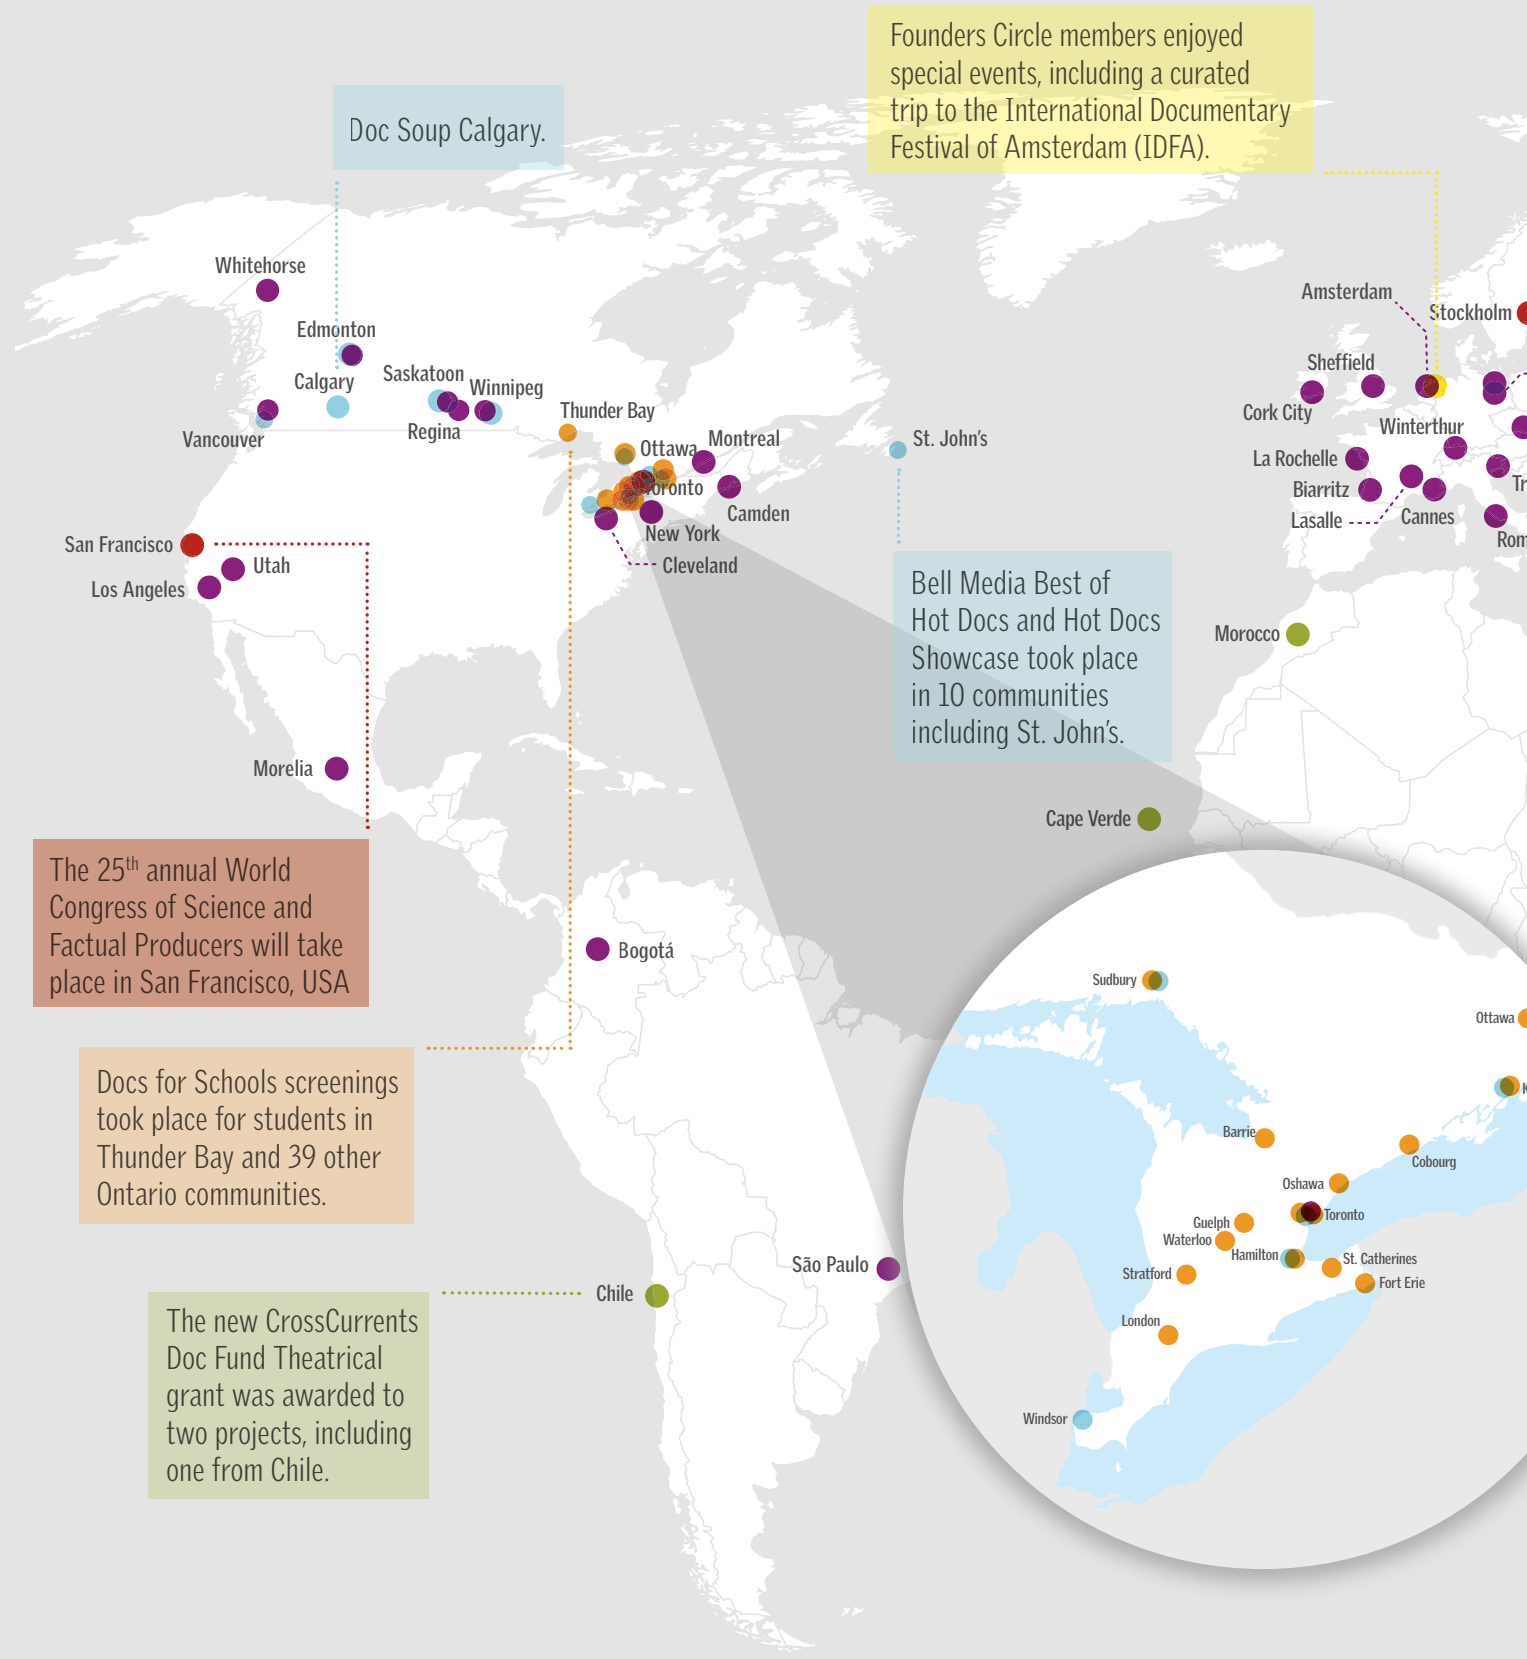 Founders Circle members enjoyed
special events, including a curated
trip to the International Documentary
Festival of Amsterdam (IDFA).
Doc Soup Calgary.
Whitehorse
Edmonton
Calgary
Saskatoon
Winnipeg
Vancouver
Regina
Thunder Bay
Ottawa
Montreal
Toronto
Camden
New York
Cleveland
St. John's
San Francisco
Utah
Los Angeles
Morelia
Amsterdam
Stockholm
Sheffield
Cork City
Winterthur
La Rochelle
Biarritz
Lasalle
Cannes
Tr
Rom
Bell Media Best of
Hot Docs and Hot Docs
Showcase took place
in 10 communities
including St. John's.
Morocco
Cape Verde
The 25th annual World
Congress of Science and
Factual Producers will take
place in San Francisco, USA
Bogotá
Docs for Schools screenings
took place for students in
Thunder Bay and 39 other
Ontario communities.
São Paulo
Chile
The new CrossCurrents
Doc Fund Theatrical
grant was awarded to
two projects, including
one from Chile.
Sudbury
Ottawa
K
Barrie
Cobourg
Oshawa
Toronto
Guelph
Waterloo
Hamilton
St. Catherines
Stratford
Fort Erie
London
Windsor